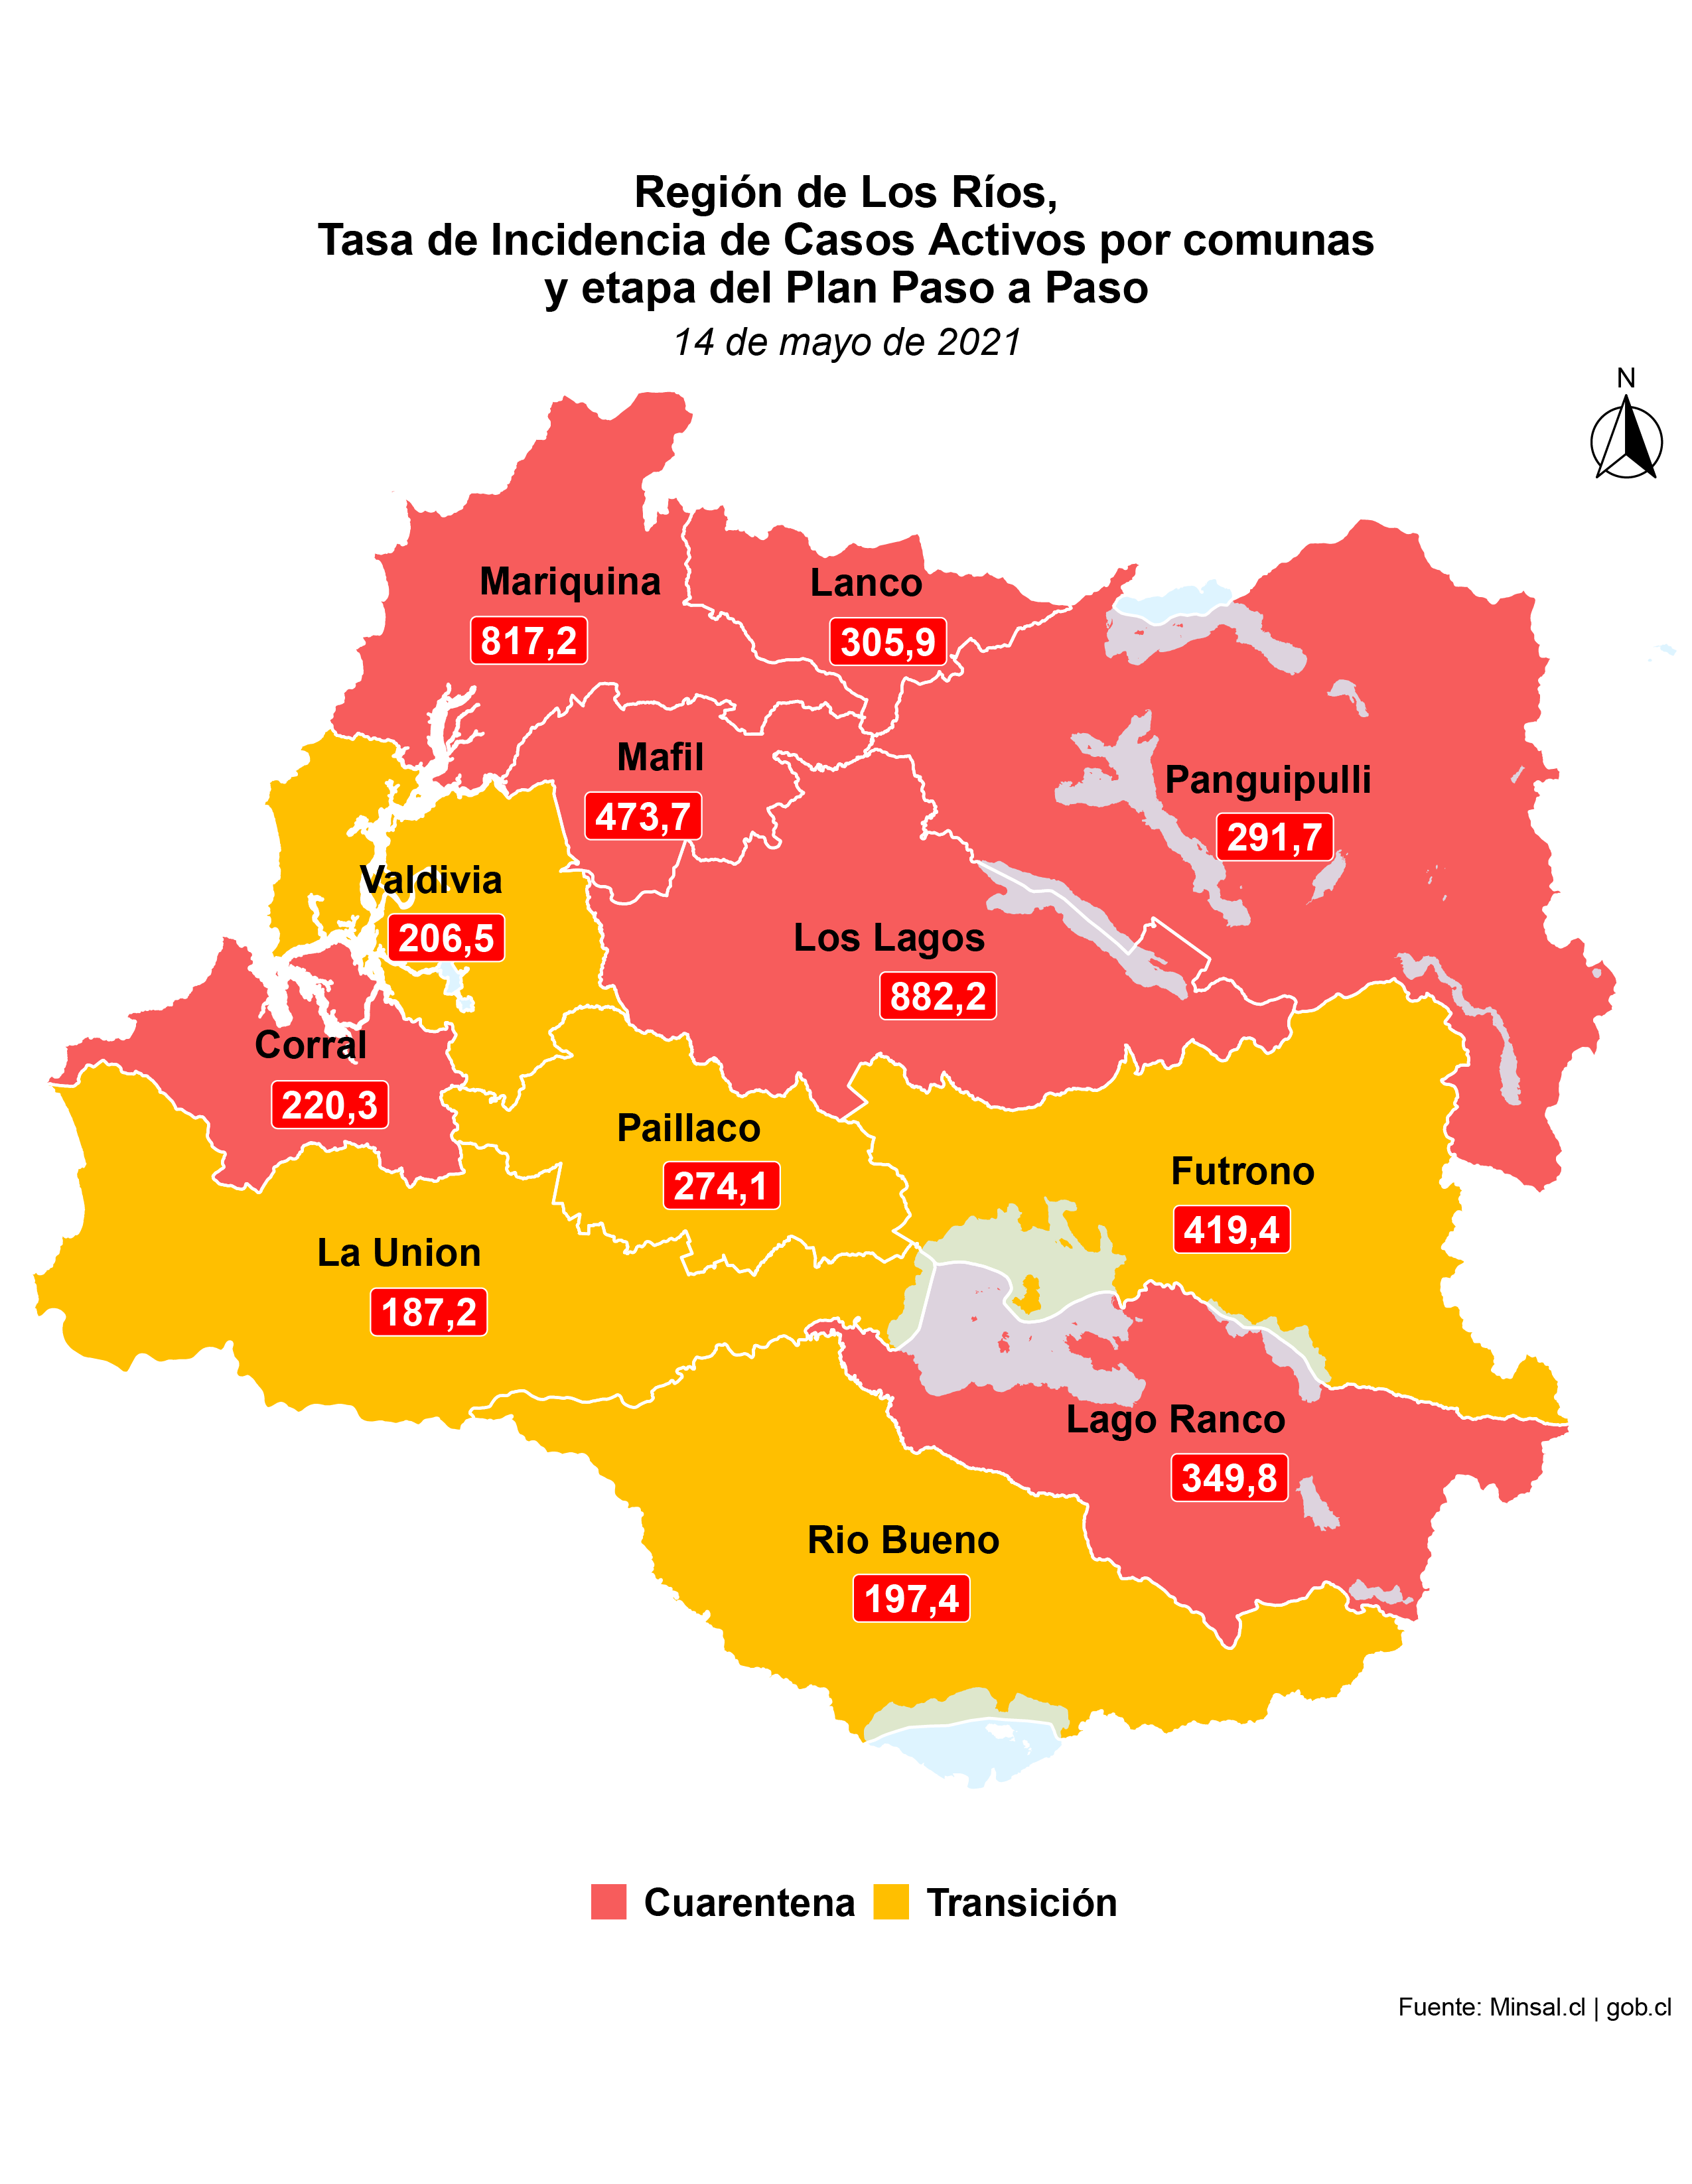 Región de Los Ríos,
Tasa de Incidencia de Casos Activos por comunas
y etapa del Plan Paso a Paso
14 de mayo de 2021
N
Mariquina
817,2
Lanco
305,9
Mafil
473,7
Panguipulli
291,7
Valdivia
206,5
Los Lagos
882,2
Corral
220,3
Paillaco
274,1
Futrono
419,4
La Union
187,2
Lago Ranco
349,8
Rio Bueno
197,4
Cuarentena Transición
Fuente: Minsal.cl | gob.cl